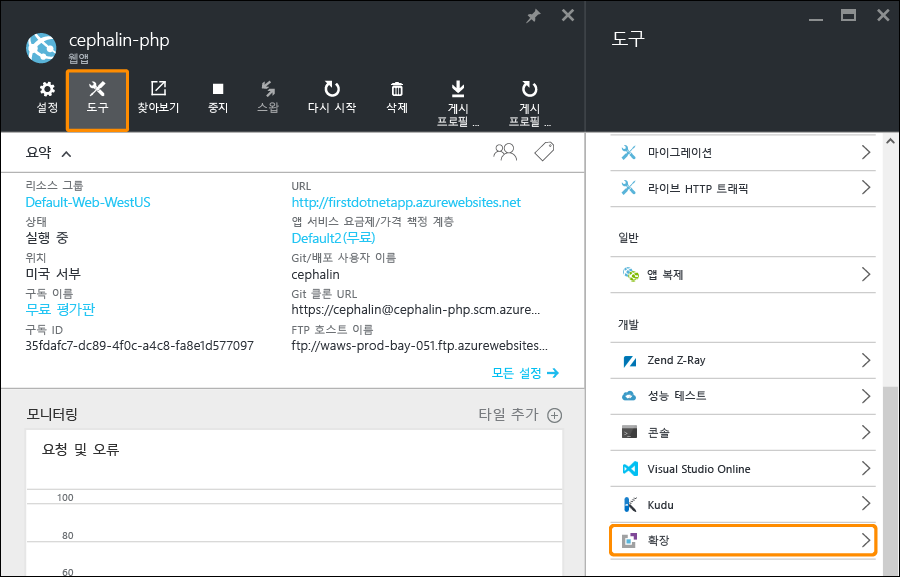 cephalin-php
웹앱
설정
도구
찾아보기
중지
스왑
다시 시작
삭제
게시
프로필 ...
게시
프로필 ...
요약
리소스 그룹
Default-Web-WestUS
상태
실행 중
위치
미국 서부
구독 이름
무료 평가판
구독 ID
35fdafc7-dc89-4f0c-a4c8-fa8e1d577097
URL
http://firstdotnetapp.azurewebsites.net
앱 서비스 요금제/가격 책정 계층
Default2(무료)
Git/배포 사용자 이름
cephalin
Git 클론 URL
https://cephalin@cephalin-php.scm.azure...
FTP 호스트 이름
ftp://waws-prod-bay-051.ftp.azurewebsites...
모든 설정
모니터링
타일 추가
요청 및 오류
100
80
60
도구
마이그레이션
라이브 HTTP 트래픽
일반
앱 복제
개발
Zend Z-Ray
성능 테스트
콘솔
Visual Studio Online
Kudu
확장